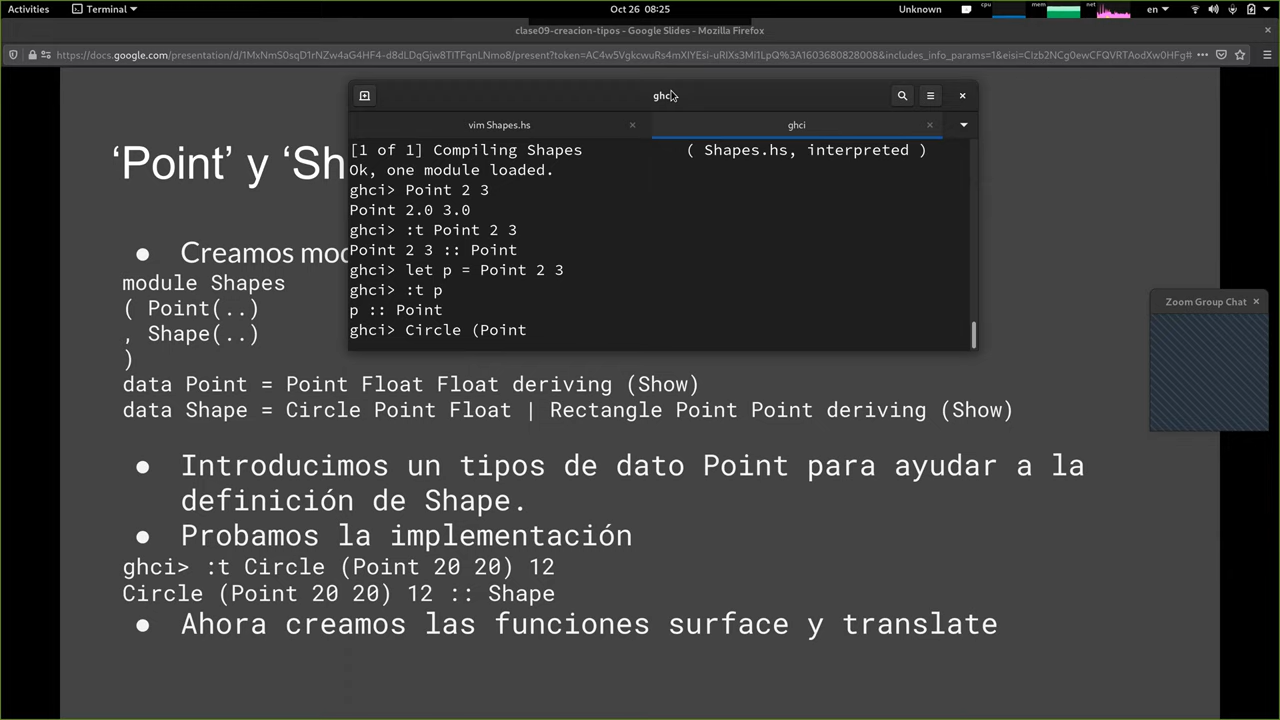 Activities
Terminal
Oct 26 08:25
Unknown
cpu
mem
net
en
clase09-creacion-tipos - Google Slides - Mozilla Firefox
ghci
vim Shapes.hs
ghci
[1 of 1] Compiling Shapes ( Shapes.hs, interpreted )
Ok, one module loaded.
ghci> Point 2 3
Point 2.0 3.0
ghci> :t Point 2 3
Point 2 3 :: Point
ghci> let p = Point 2 3
ghci> :t p
p :: Point
ghci> Circle (Point
Zoom Group Chat
'Point' y 'Sh
● Creamos mod
module Shapes
( Point(..)
, Shape(..)
)
data Point = Point Float Float deriving (Show)
data Shape = Circle Point Float | Rectangle Point Point deriving (Show)
● Introducimos un tipos de dato Point para ayudar a la
definición de Shape.
● Probamos la implementación
ghci> :t Circle (Point 20 20) 12
Circle (Point 20 20) 12 :: Shape
● Ahora creamos las funciones surface y translate